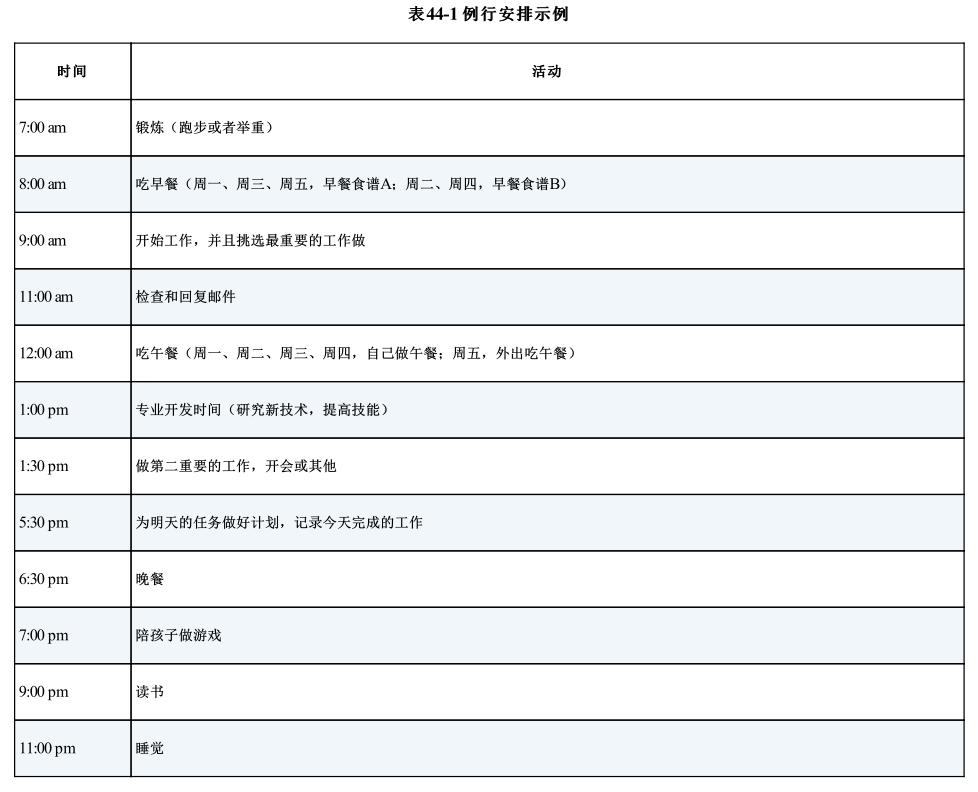 表44-1 例行安排示例
时间 活动
7:00 am 锻炼（跑步或者举重）
8:00 am 吃早餐（周一、周三、周五，早餐食谱A；周二、周四，早餐食谱B）
9:00 am 开始工作，并且挑选最重要的工作做
11:00 am 检查和回复邮件
12:00 am 吃午餐（周一、周二、周三、周四，自己做午餐；周五，外出吃午餐）
1:00 pm 专业开发时间（研究新技术，提高技能）
1:30 pm 做第二重要的工作，开会或其他
5:30 pm 为明天的任务做好计划，记录今天完成的工作
6:30 pm 晚餐
7:00 pm 陪孩子做游戏
9:00 pm 读书
11:00 pm 睡觉